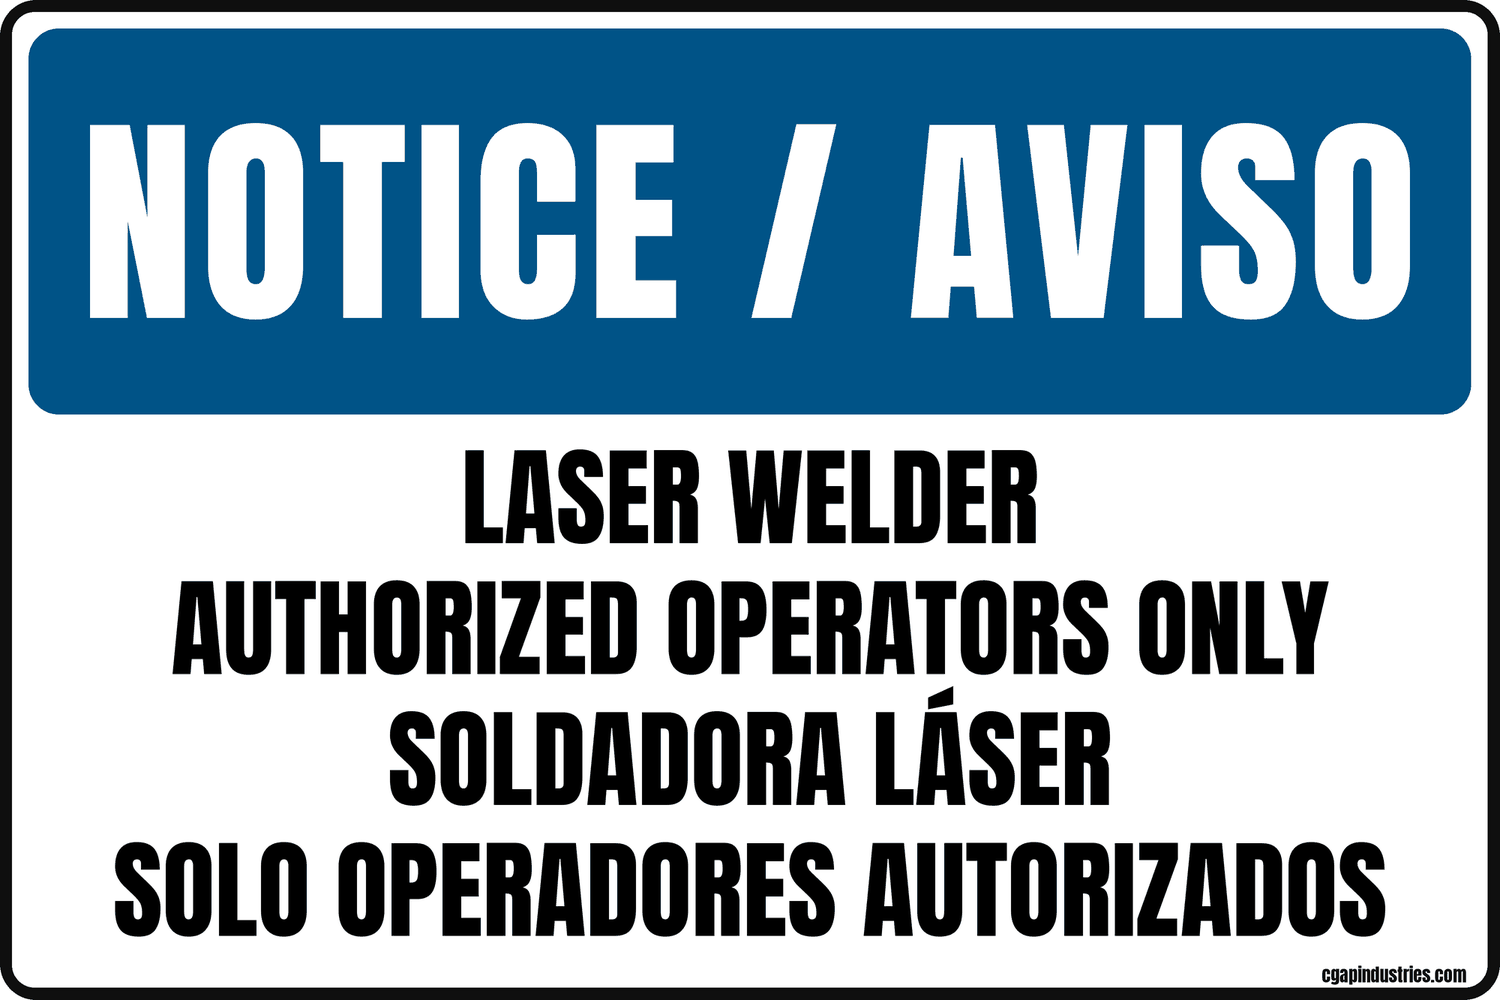 NOTICE / AVISO
LASER WELDER
AUTHORIZED OPERATORS ONLY
SOLDADORA LÁSER
SOLO OPERADORES AUTORIZADOS
cgapindustries.com